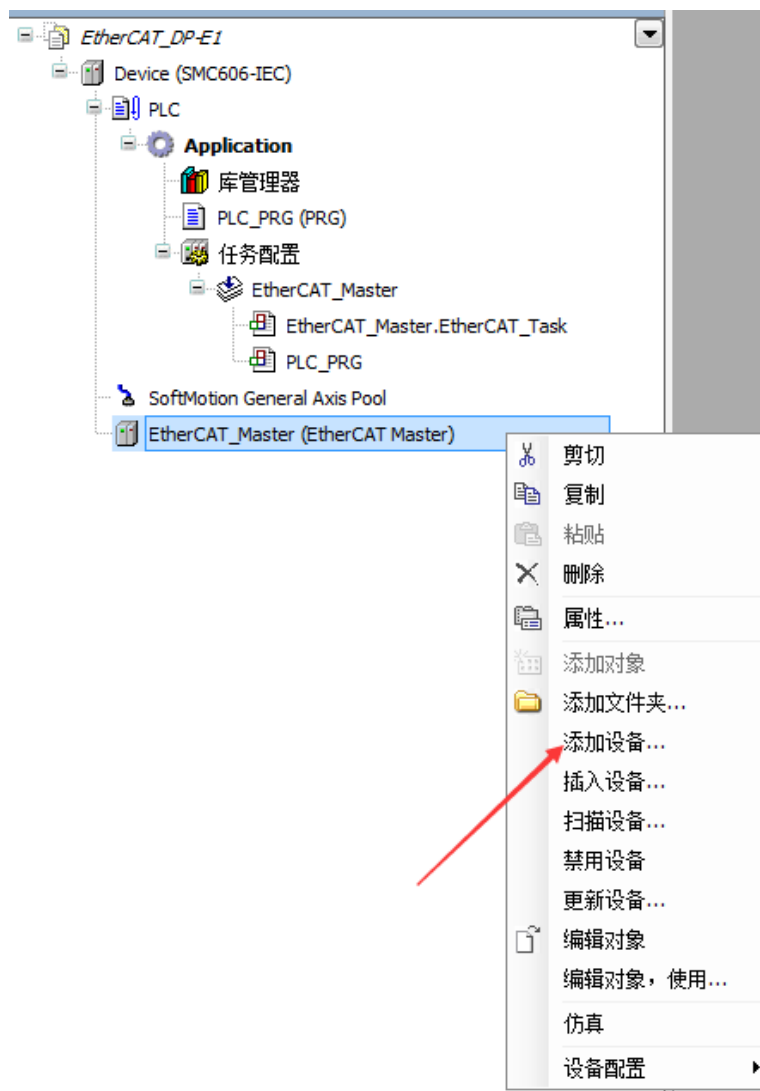 EtherCAT_DP-E1
Device (SMC606-IEC)
PLC
Application
库管理器
PLC_PRG (PRG)
任务配置
EtherCAT_Master
EtherCAT_Master.EtherCAT_Task
PLC_PRG
SoftMotion General Axis Pool
EtherCAT_Master (EtherCAT Master)
剪切
复制
粘贴
删除
属性...
添加对象
添加文件夹...
添加设备...
插入设备...
扫描设备...
禁用设备
更新设备...
编辑对象
编辑对象，使用...
仿真
设备配置